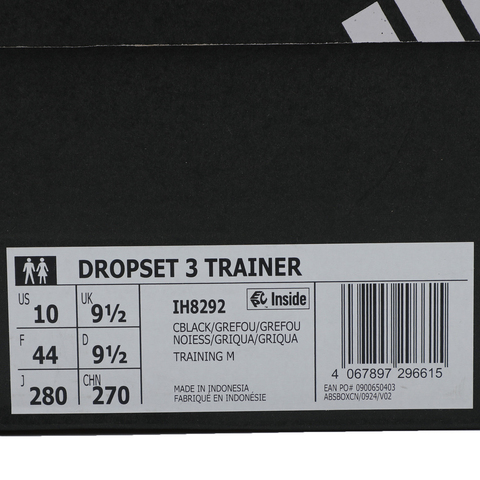 DROPSET 3 TRAINER
US 10 UK 9½
F 44 D 9½
J 280 CHN 270
IH8292 Inside
CBLACK/GREFOU/GREFOU
NOIESS/GRIQUA/GRIQUA
TRAINING M
MADE IN INDONESIA
FABRIQUÉ EN INDONÉSIE
4 067897 296615
EAN PO# 0900650403
ABSBOXCN/0924/V02